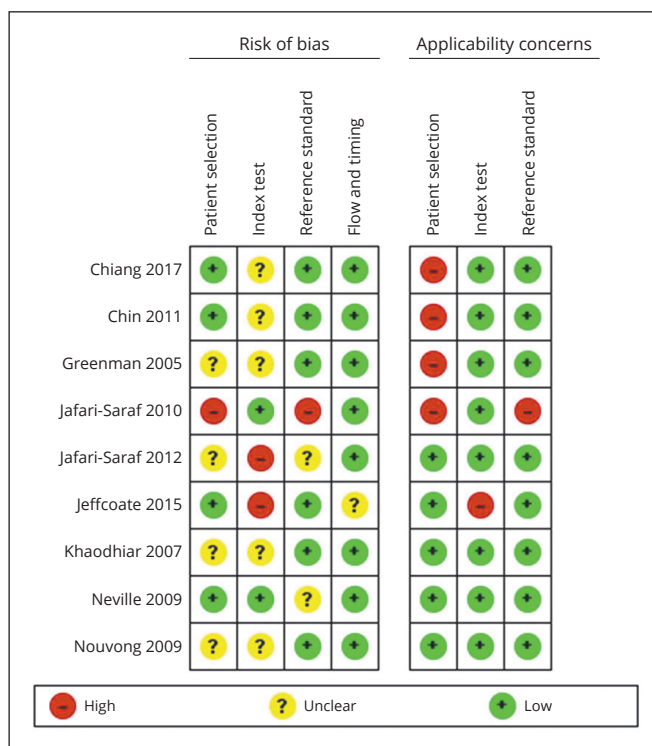 Risk of bias
Applicability concerns
Patient selection
Index test
Reference standard
Flow and timing
Patient selection
Index test
Reference standard
Chiang 2017 + ? + + - + +
Chin 2011 + ? + + - + +
Greenman 2005 ? ? + + - + +
Jafari-Saraf 2010 - + - + - + -
Jafari-Saraf 2012 ? - ? + + + +
Jeffcoate 2015 + - + ? + - +
Khaodhiar 2007 ? ? + + + + +
Neville 2009 + + ? + + + +
Nouvong 2009 ? ? + + + + +
- High ? Unclear + Low